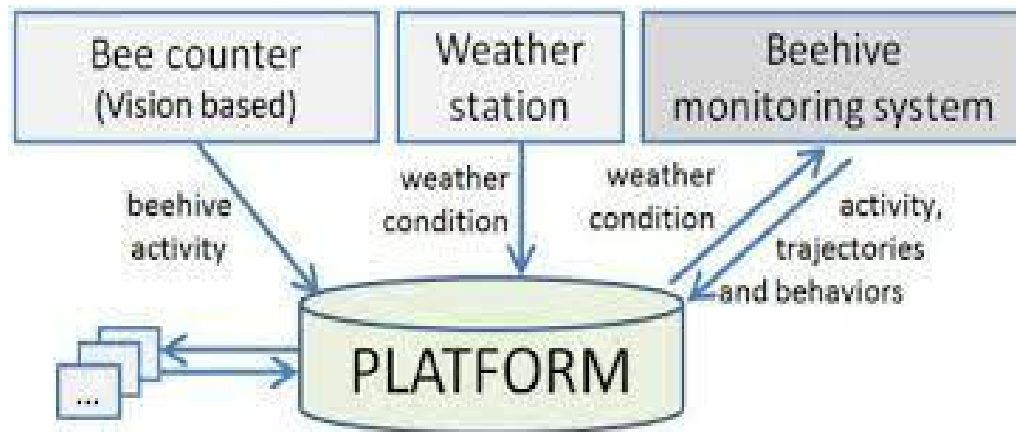 Bee counter
(Vision based)
Weather
station
Beehive
monitoring system
beehive
activity
weather
condition
weather
condition
activity,
trajectories
and behaviors
PLATFORM
...